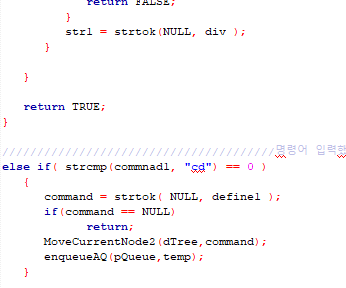 return FALSE;
}
str1 = strtok(NULL, div );
}
}
return TRUE;
}
///////////////////////////////////////명령어 입력
else if( strcmp(commnad1, "cd") == 0 )
{
command = strtok( NULL, define1 );
if(command == NULL)
return;
MoveCurrentNode2(dTree,command);
enqueueAQ(pQueue,temp);
}